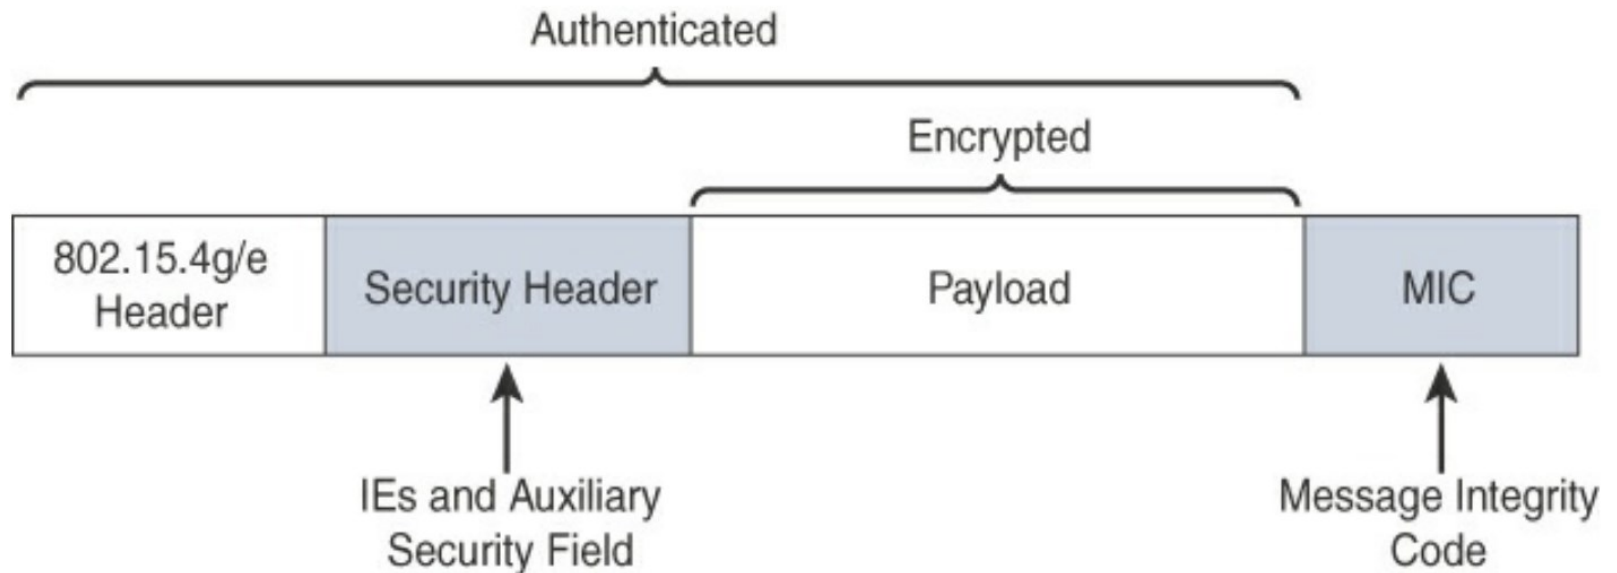 Authenticated
Encrypted
802.15.4g/e
Header
Security Header
Payload
MIC
IEs and Auxiliary
Security Field
Message Integrity
Code